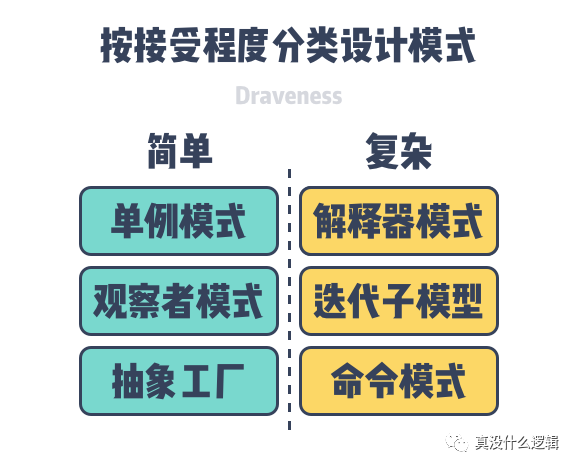 按接受程度分类设计模式
Draveness
简单
复杂
单例模式
解释器模式
观察者模式
迭代子模型
抽象工厂
命令模式
真没什么逻辑